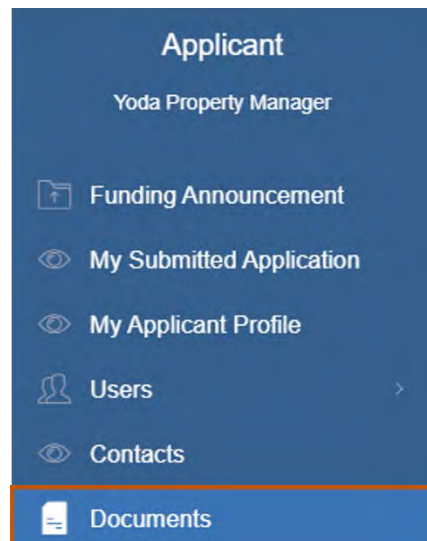 Applicant
Yoda Property Manager
Funding Announcement
My Submitted Application
My Applicant Profile
Users
Contacts
Documents